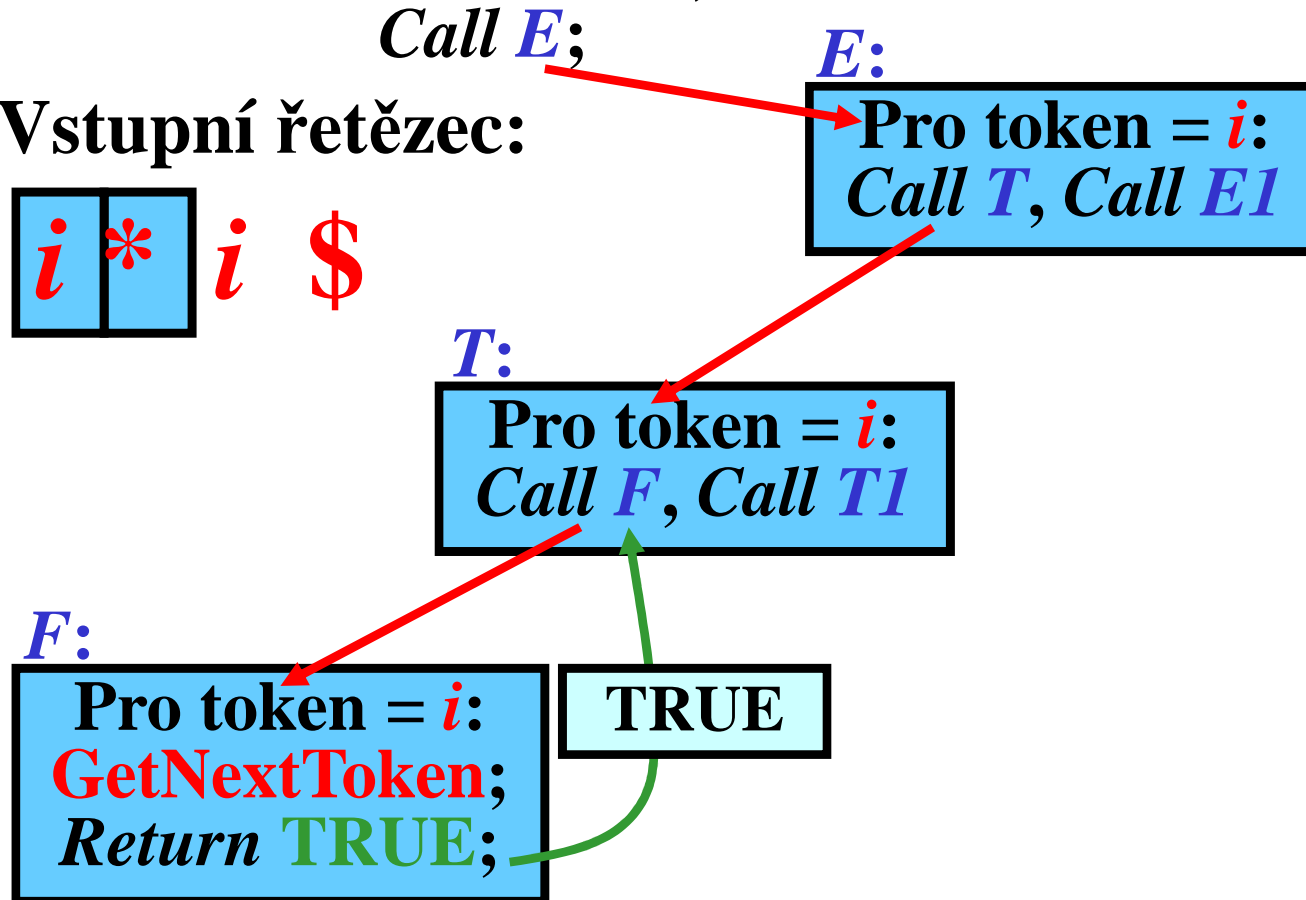 Call E;
E:
Vstupní řetězec:
Pro token = i:
Call T, Call E1
i * i $
T:
Pro token = i:
Call F, Call T1
F:
Pro token = i:
GetNextToken;
Return TRUE;
TRUE